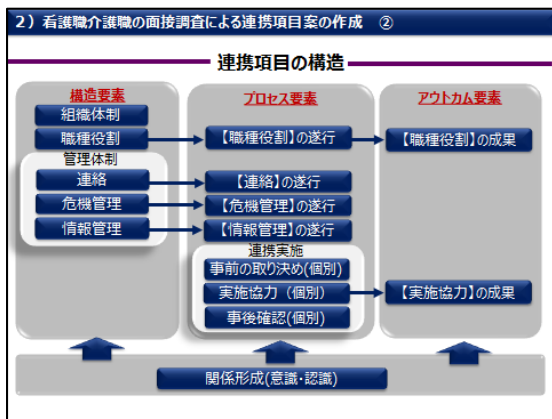 2）看護職介護職の面接調査による連携項目案の作成　②
連携項目の構造
構造要素
組織体制
職種役割
管理体制
連絡
危機管理
情報管理
プロセス要素
【職種役割】の遂行
【連絡】の遂行
【危機管理】の遂行
【情報管理】の遂行
連携実施
事前の取り決め(個別)
実施協力（個別）
事後確認(個別)
アウトカム要素
【職種役割】の成果
【実施協力】の成果
関係形成(意識・認識)